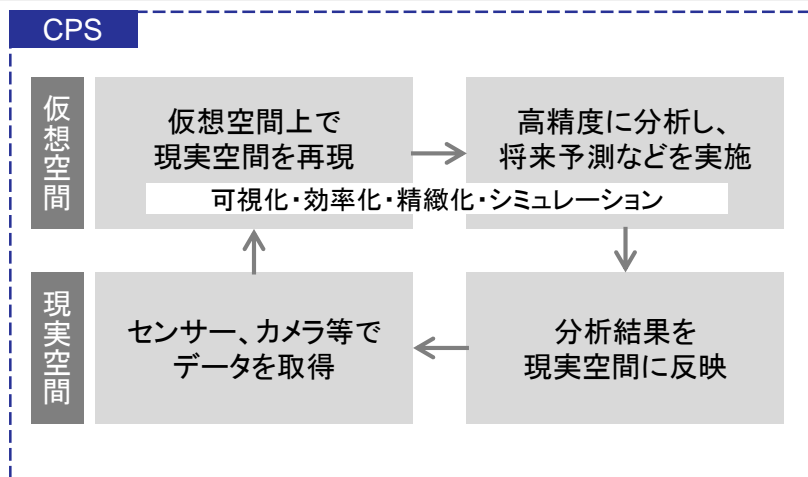 CPS
仮想空間
仮想空間上で
現実空間を再現
高精度に分析し、
将来予測などを実施
可視化・効率化・精緻化・シミュレーション
現実空間
センサー、カメラ等で
データを取得
分析結果を
現実空間に反映